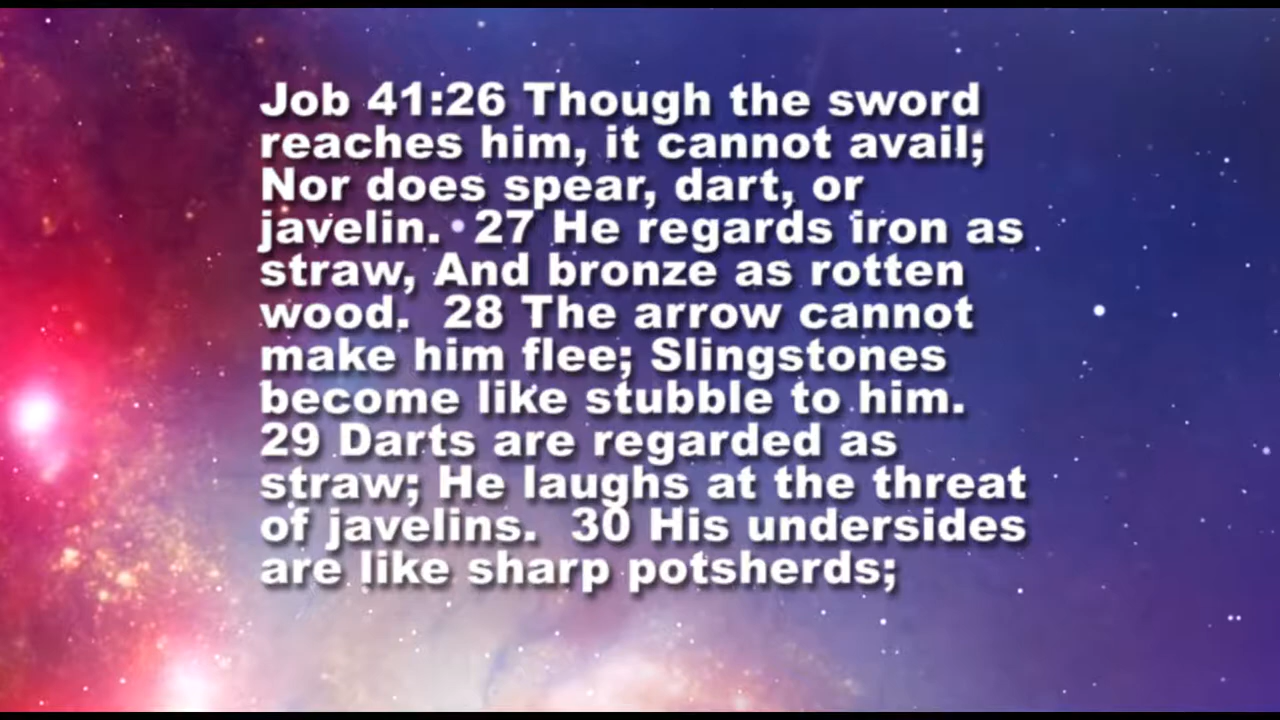 Job 41:26 Though the sword
reaches him, it cannot avail;
Nor does spear, dart, or
javelin. 27 He regards iron as
straw, And bronze as rotten
wood. 28 The arrow cannot
make him flee; Slingstones
become like stubble to him.
29 Darts are regarded as
straw; He laughs at the threat
of javelins. 30 His undersides
are like sharp potsherds;